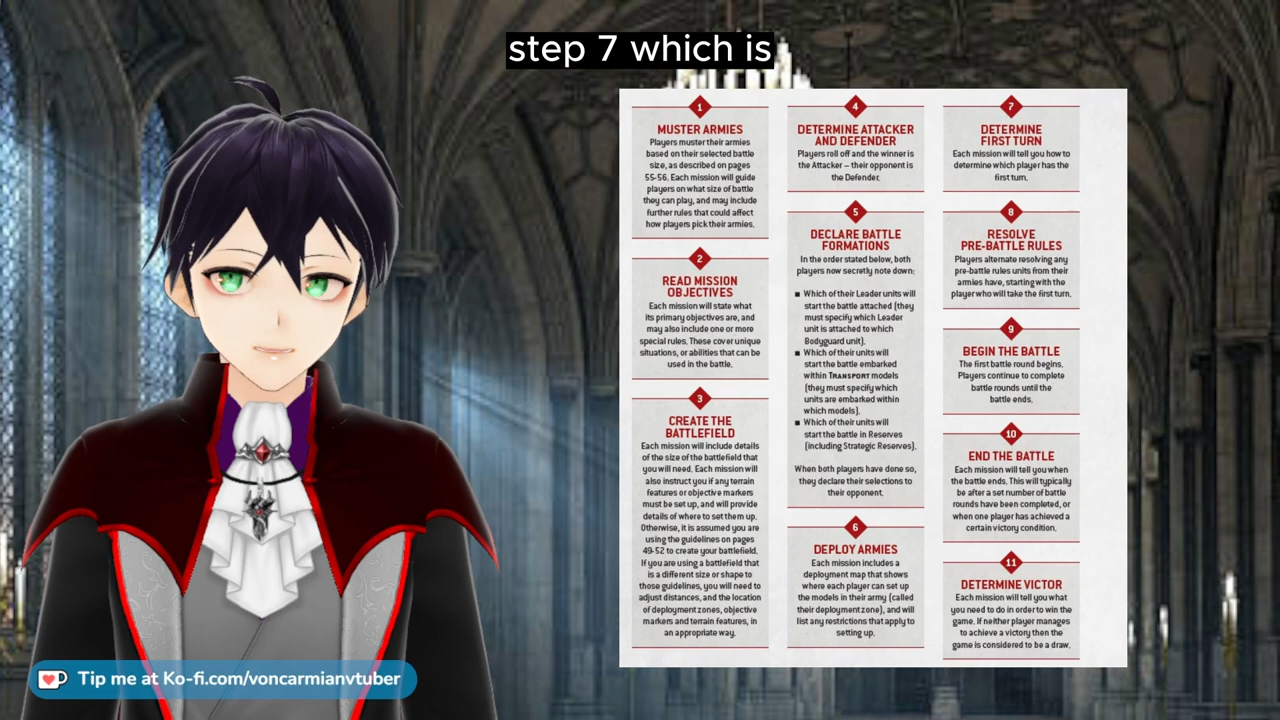 step 7 which is
1
MUSTER ARMIES
Players muster their armies
based on their selected battle
size, as described on pages
55-56. Each mission will guide
players on what size of battle
they can play, and may include
further rules that could affect
how players pick their armies.
2
READ MISSION
OBJECTIVES
Each mission will state what
its primary objectives are, and
may also include one or more
special rules. These cover unique
situations, or abilities that can be
used in the battle.
3
CREATE THE
BATTLEFIELD
Each mission will include details
of the size of the battlefield that
you will need. Each mission will
also instruct you if any terrain
features or objective markers
must be set up, and will provide
details of where to set them up.
Otherwise, it is assumed you are
using the guidelines on pages
49-52 to create your battlefield.
If you are using a battlefield that
is a different size or shape to
those guidelines, you will need to
adjust distances, and the location
of deployment zones, objective
markers and terrain features, in
an appropriate way.
4
DETERMINE ATTACKER
AND DEFENDER
Players roll off and the winner is
the Attacker – their opponent is
the Defender.
5
DECLARE BATTLE
FORMATIONS
In the order stated below, both
players now secretly note down:
■ Which of their Leader units will
start the battle attached (they
must specify which Leader
unit is attached to which
Bodyguard unit).
■ Which of their units will
start the battle embarked
within TRANSPORT models
(they must specify which
units are embarked within
which models).
■ Which of their units will
start the battle in Reserves
(including Strategic Reserves).
When both players have done so,
they declare their selections to
their opponent.
6
DEPLOY ARMIES
Each mission includes a
deployment map that shows
where each player can set up
the models in their army (called
their deployment zone), and will
list any restrictions that apply to
setting up.
7
DETERMINE
FIRST TURN
Each mission will tell you how to
determine which player has the
first turn.
8
RESOLVE
PRE-BATTLE RULES
Players alternate resolving any
pre-battle rules units from their
armies have, starting with the
player who will take the first turn.
9
BEGIN THE BATTLE
The first battle round begins.
Players continue to complete
battle rounds until the
battle ends.
10
END THE BATTLE
Each mission will tell you when
the battle ends. This will typically
be after a set number of battle
rounds have been completed, or
when one player has achieved a
certain victory condition.
11
DETERMINE VICTOR
Each mission will tell you what
you need to do in order to win the
game. If neither player manages
to achieve a victory then the
game is considered to be a draw.
Tip me at Ko-fi.com/voncarmianvtuber